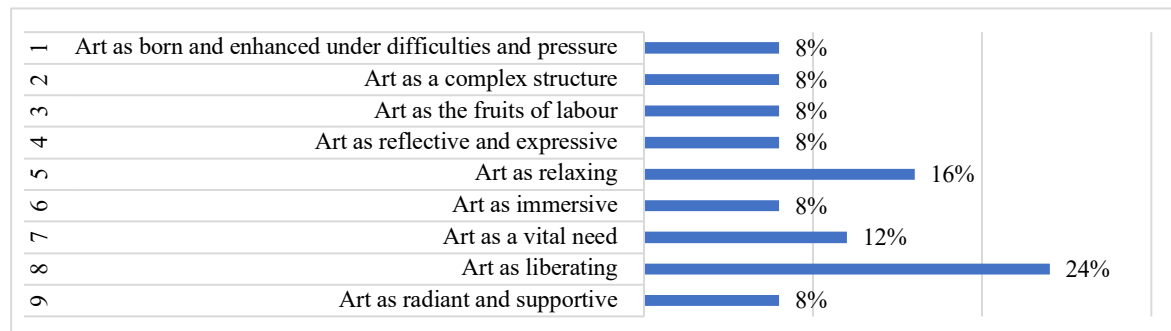 1 Art as born and enhanced under difficulties and pressure 8%
2 Art as a complex structure 8%
3 Art as the fruits of labour 8%
4 Art as reflective and expressive 8%
5 Art as relaxing 16%
6 Art as immersive 8%
7 Art as a vital need 12%
8 Art as liberating 24%
9 Art as radiant and supportive 8%